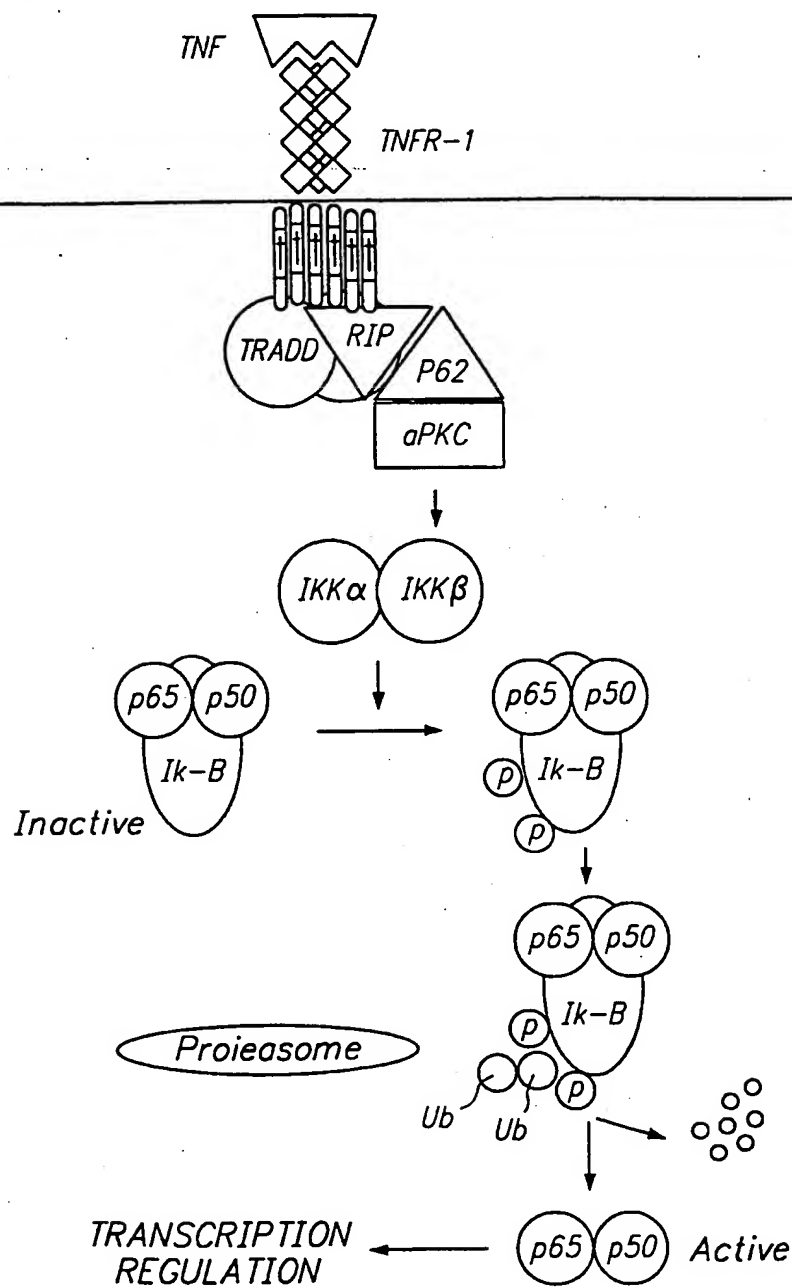 TNF
TNFR-1
TRADD
RIP
P62
aPKC
IKKα
IKKβ
p65
p50
Ik-B
Inactive
p65
p50
Ik-B
P
P
p65
p50
Ik-B
P
P
Proieasome
Ub
Ub
p65
p50
Active
TRANSCRIPTION
REGULATION